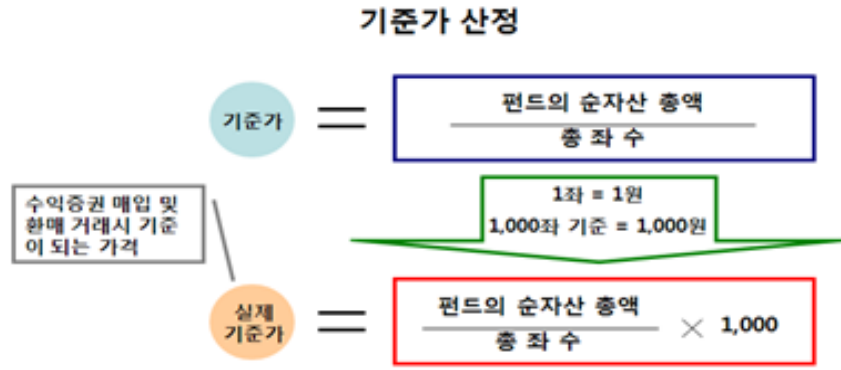 기준가 산정
기준가
=
펀드의 순자산 총액
총 좌 수
수익증권 매입 및
환매 거래시 기준
이 되는 가격
1좌 = 1원
1,000좌 기준 = 1,000원
실제
기준가
=
펀드의 순자산 총액
총 좌 수
× 1,000